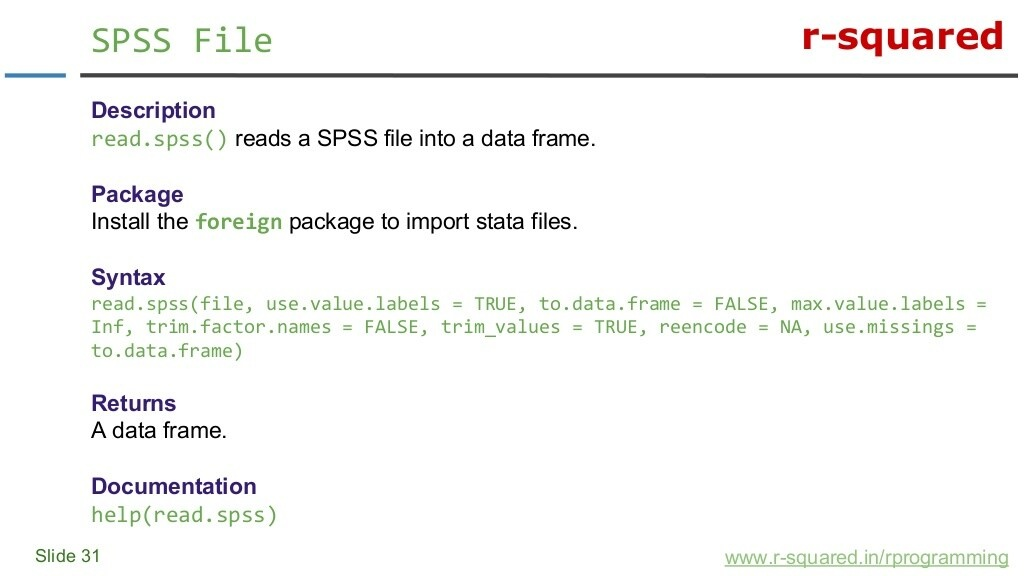 SPSS File
r-squared
Description
read.spss() reads a SPSS file into a data frame.
Package
Install the foreign package to import stata files.
Syntax
read.spss(file, use.value.labels = TRUE, to.data.frame = FALSE, max.value.labels =
Inf, trim.factor.names = FALSE, trim_values = TRUE, reencode = NA, use.missings =
to.data.frame)
Returns
A data frame.
Documentation
help(read.spss)
Slide 31
www.r-squared.in/rprogramming